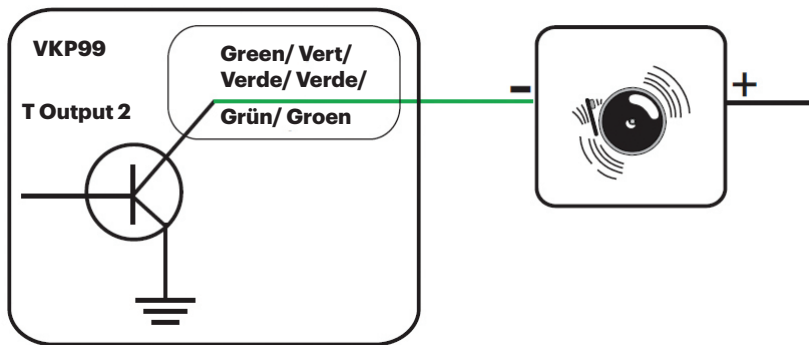 VKP99
Green/ Vert/
Verde/ Verde/
T Output 2
Grün/ Groen
-
+